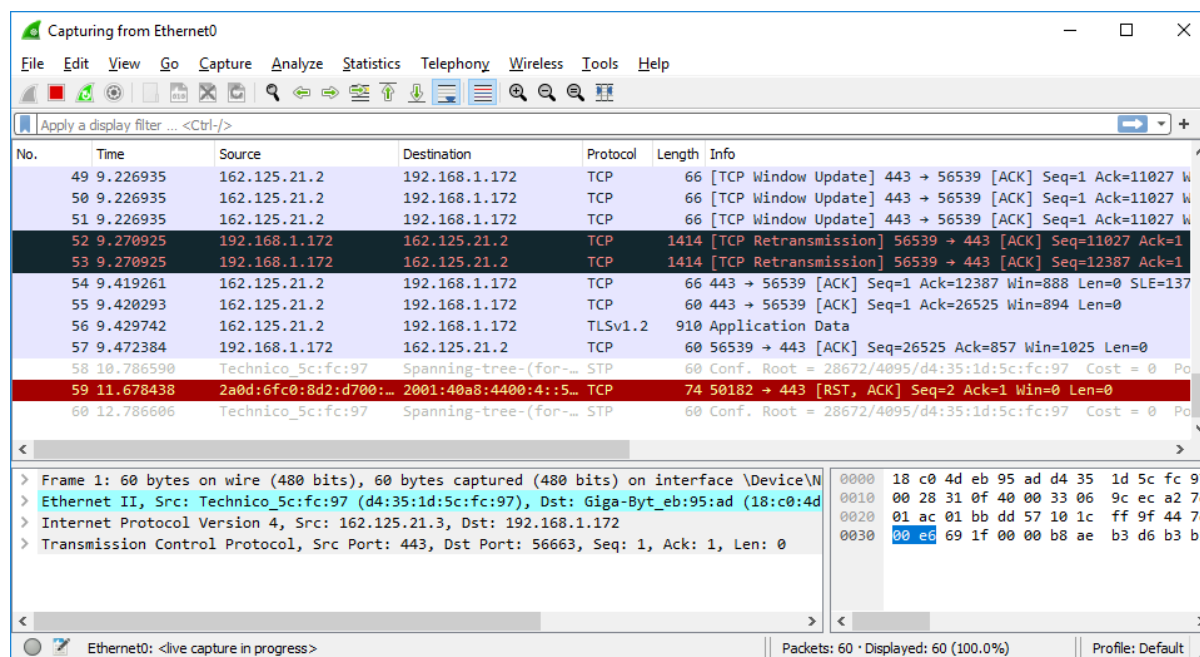 Capturing from Ethernet0
File Edit View Go Capture Analyze Statistics Telephony Wireless Tools Help
Apply a display filter ... <Ctrl-/>
No. Time Source Destination Protocol Length Info
49 9.226935 162.125.21.2 192.168.1.172 TCP 66 [TCP Window Update] 443 → 56539 [ACK] Seq=1 Ack=11027 W
50 9.226935 162.125.21.2 192.168.1.172 TCP 66 [TCP Window Update] 443 → 56539 [ACK] Seq=1 Ack=11027 W
51 9.226935 162.125.21.2 192.168.1.172 TCP 66 [TCP Window Update] 443 → 56539 [ACK] Seq=1 Ack=11027 W
52 9.270925 192.168.1.172 162.125.21.2 TCP 1414 [TCP Retransmission] 56539 → 443 [ACK] Seq=11027 Ack=1
53 9.270925 192.168.1.172 162.125.21.2 TCP 1414 [TCP Retransmission] 56539 → 443 [ACK] Seq=12387 Ack=1
54 9.419261 162.125.21.2 192.168.1.172 TCP 66 443 → 56539 [ACK] Seq=1 Ack=12387 Win=888 Len=0 SLE=137
55 9.420293 162.125.21.2 192.168.1.172 TCP 60 443 → 56539 [ACK] Seq=1 Ack=26525 Win=894 Len=0
56 9.429742 162.125.21.2 192.168.1.172 TLSv1.2 910 Application Data
57 9.472384 192.168.1.172 162.125.21.2 TCP 60 56539 → 443 [ACK] Seq=26525 Ack=857 Win=1025 Len=0
58 10.786590 Technico_5c:fc:97 Spanning-tree-(for-… STP 60 Conf. Root = 28672/4095/d4:35:1d:5c:fc:97 Cost = 0 Po
59 11.678438 2a0d:6fc0:8d2:d700:… 2001:40a8:4400:4::5… TCP 74 50182 → 443 [RST, ACK] Seq=2 Ack=1 Win=0 Len=0
60 12.786606 Technico_5c:fc:97 Spanning-tree-(for-… STP 60 Conf. Root = 28672/4095/d4:35:1d:5c:fc:97 Cost = 0 Po
> Frame 1: 60 bytes on wire (480 bits), 60 bytes captured (480 bits) on interface \Device\N
> Ethernet II, Src: Technico_5c:fc:97 (d4:35:1d:5c:fc:97), Dst: Giga-Byt_eb:95:ad (18:c0:4d
> Internet Protocol Version 4, Src: 162.125.21.3, Dst: 192.168.1.172
> Transmission Control Protocol, Src Port: 443, Dst Port: 56663, Seq: 1, Ack: 1, Len: 0
0000 18 c0 4d eb 95 ad d4 35 1d 5c fc 9
0010 00 28 31 0f 40 00 33 06 9c ec a2 7
0020 01 ac 01 bb dd 57 10 1c ff 9f 44 7
0030 00 e6 69 1f 00 00 b8 ae b3 d6 b3 b
Ethernet0: <live capture in progress>
Packets: 60 · Displayed: 60 (100.0%)
Profile: Default